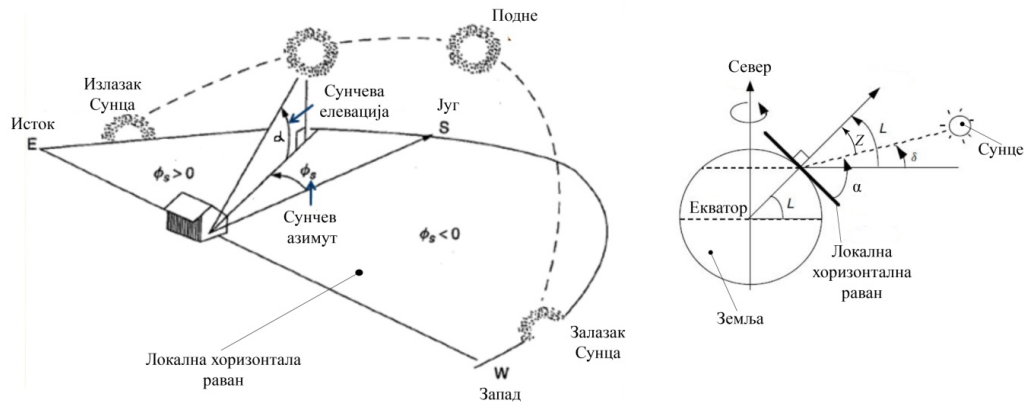 Подне
Излазак
Сунца
Сунчева
елевација
Југ
S
Исток
E
α
ϕs > 0
ϕs
Сунчев
азимут
ϕs < 0
Локална хоризонтала
раван
Залазак
Сунца
W
Запад
Север
L
Z
Сунце
δ
α
Екватор
L
Локална
хоризонтална
раван
Земља